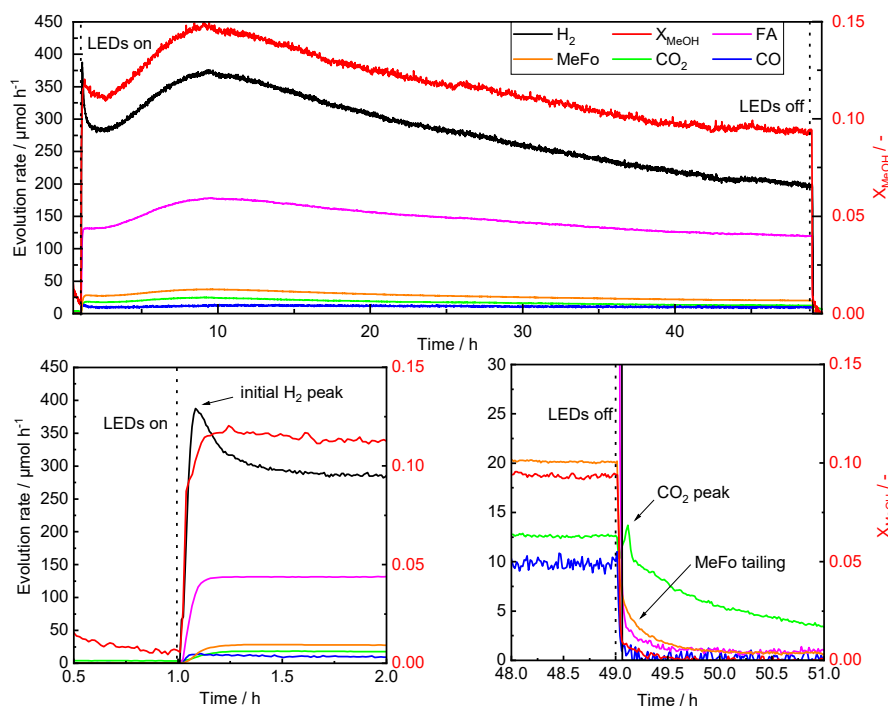 450
400
350
300
250
200
150
100
50
0
Evolution rate / µmol h⁻¹
LEDs on
H₂
X_MeOH
FA
MeFo
CO₂
CO
LEDs off
0.15
0.10
0.05
0.00
X_MeOH / -
10 20 30 40
Time / h
450
400
350
300
250
200
150
100
50
0
Evolution rate / µmol h⁻¹
LEDs on
initial H₂ peak
0.15
0.10
0.05
0.00
0.5 1.0 1.5 2.0
Time / h
30
25
20
15
10
5
0
LEDs off
CO₂ peak
MeFo tailing
0.15
0.10
0.05
0.00
48.0 48.5 49.0 49.5 50.0 50.5 51.0
Time / h